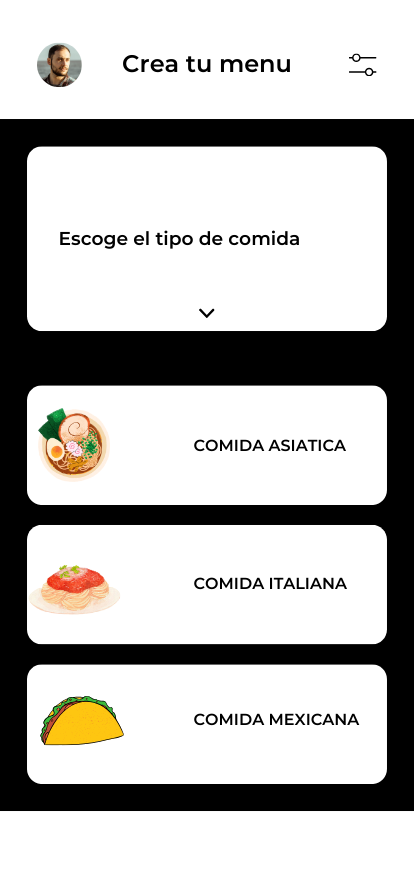 Crea tu menu
Escoge el tipo de comida
COMIDA ASIATICA
COMIDA ITALIANA
COMIDA MEXICANA